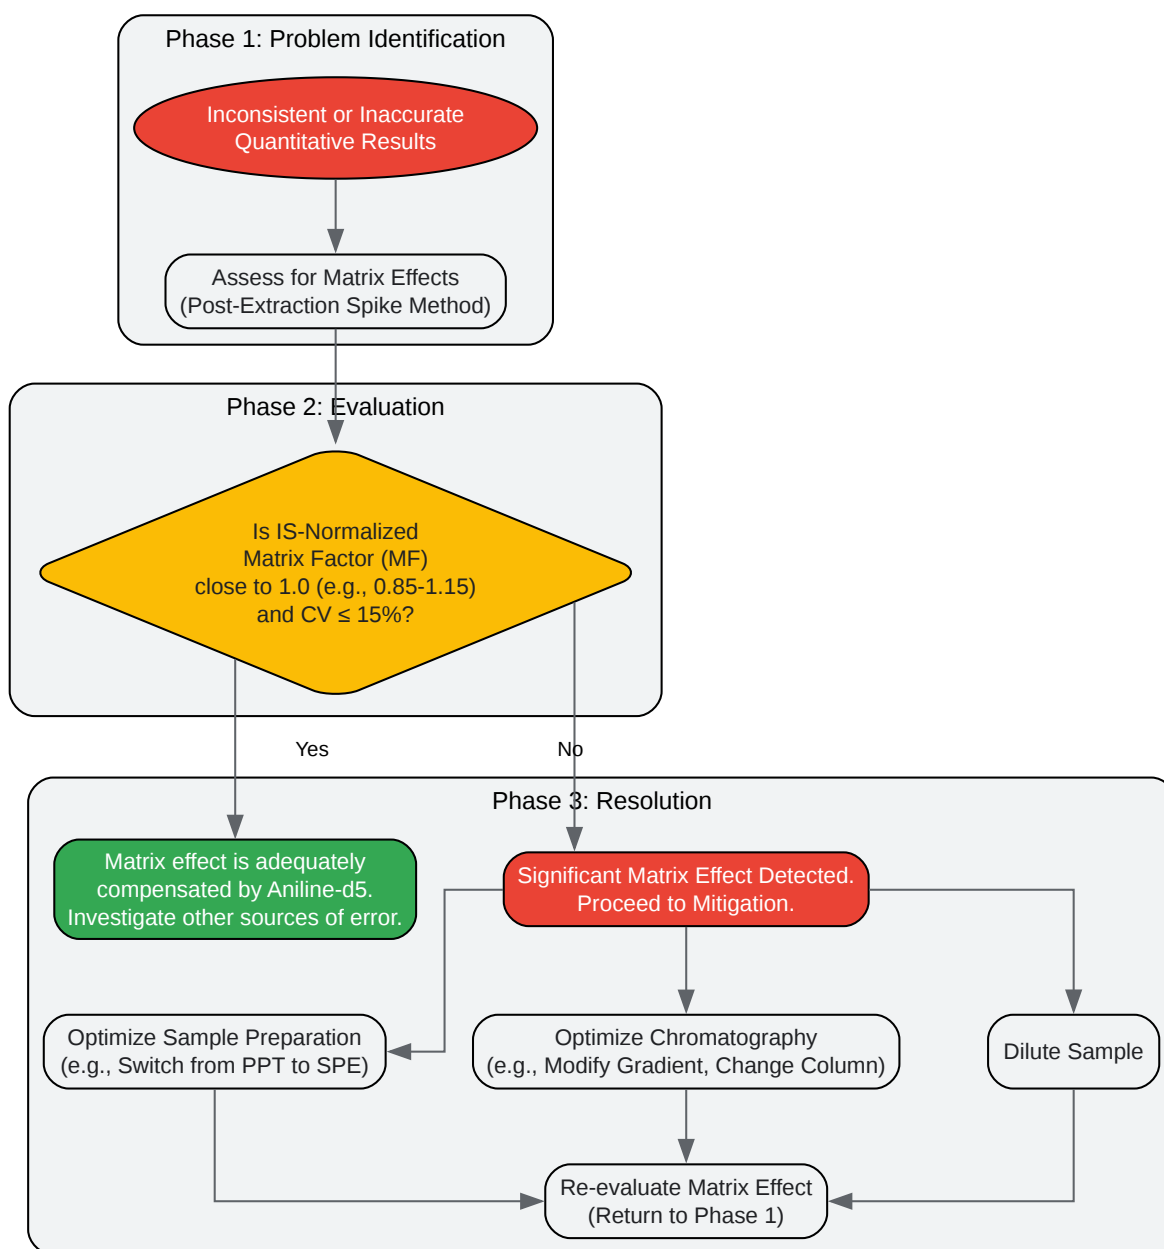 Phase 1: Problem Identification
Inconsistent or Inaccurate
Quantitative Results
Assess for Matrix Effects
(Post-Extraction Spike Method)
Phase 2: Evaluation
Is IS-Normalized
Matrix Factor (MF)
close to 1.0 (e.g., 0.85-1.15)
and CV ≤ 15%?
Yes
No
Phase 3: Resolution
Matrix effect is adequately
compensated by Aniline-d5.
Investigate other sources of error.
Significant Matrix Effect Detected.
Proceed to Mitigation.
Optimize Sample Preparation
(e.g., Switch from PPT to SPE)
Optimize Chromatography
(e.g., Modify Gradient, Change Column)
Dilute Sample
Re-evaluate Matrix Effect
(Return to Phase 1)